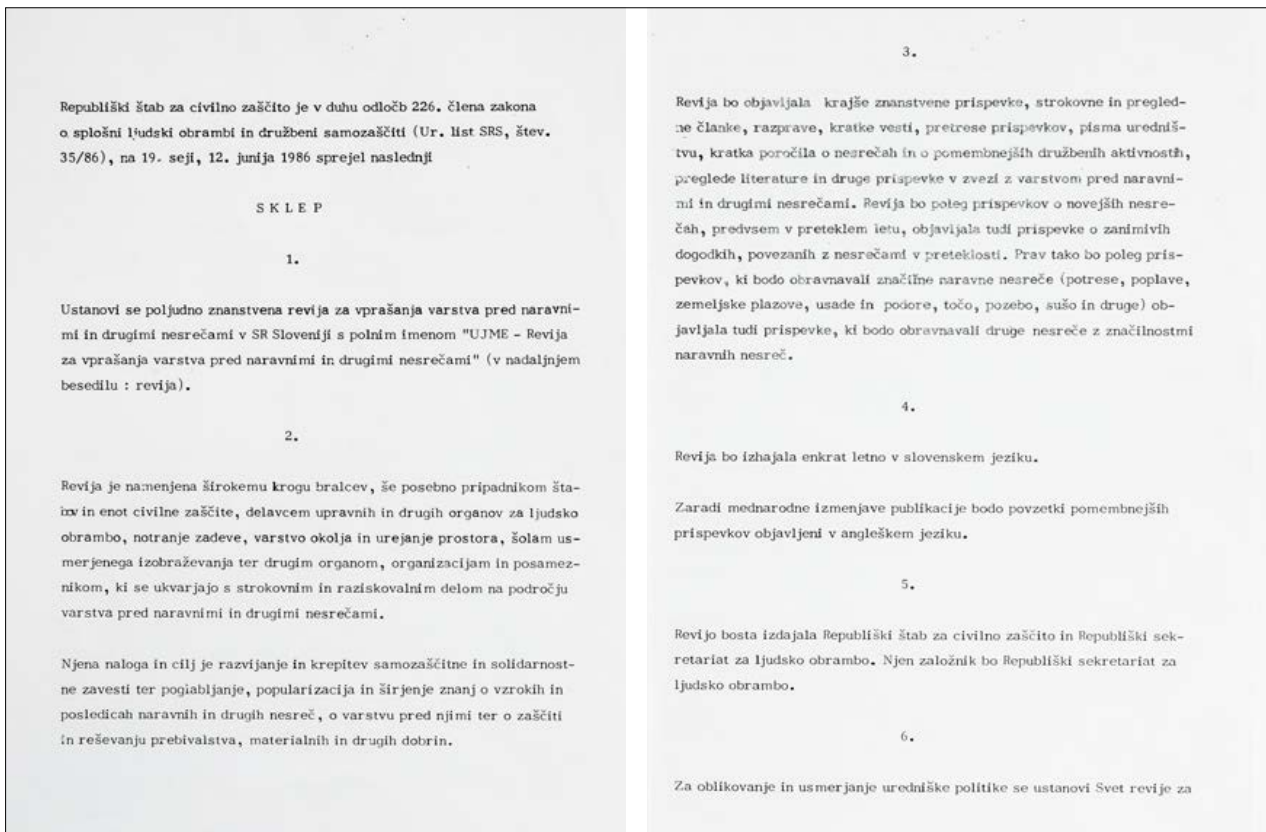 Republiški štab za civilno zaščito je v duhu odločb 226. člena zakona
o splošni ljudski obrambi in družbeni samozaščiti (Ur. list SRS, štev.
35/86), na 19. seji, 12. junija 1986 sprejel naslednji
S K L E P
1.
Ustanovi se poljudno znanstvena revija za vprašanja varstva pred naravni-
mi in drugimi nesrečami v SR Sloveniji s polnim imenom "UJME - Revija
za vprašanja varstva pred naravnimi in drugimi nesrečami" (v nadaljnjem
besedilu : revija).
2.
Revija je namenjena širokemu krogu bralcev, še posebno pripadnikom šta-
bov in enot civilne zaščite, delavcem upravnih in drugih organov za ljudsko
obrambo, notranje zadeve, varstvo okolja in urejanje prostora, šolam us-
merjenega izobraževanja ter drugim organom, organizacijam in posamez-
nikom, ki se ukvarjajo s strokovnim in raziskovalnim delom na področju
varstva pred naravnimi in drugimi nesrečami.
Njena naloga in cilj je razvijanje in krepitev samozaščitne in solidarnost-
ne zavesti ter poglabljanje, popularizacija in širjenje znanj o vzrokih in
posledicah naravnih in drugih nesreč, o varstvu pred njimi ter o zaščiti
in reševanju prebivalstva, materialnih in drugih dobrin.
3.
Revija bo objavljala krajše znanstvene prispevke, strokovne in pregled-
ne članke, razprave, kratke vesti, pretrese prispevkov, pisma uredniš-
tvu, kratka poročila o nesrečah in o pomembnejših družbenih aktivnostih,
preglede literature in druge prispevke v zvezi z varstvom pred naravni-
mi in drugimi nesrečami. Revija bo poleg prispevkov o novejših nesre-
čah, predvsem v preteklem letu, objavljala tudi prispevke o zanimivih
dogodkih, povezanih z nesrečami v preteklosti. Prav tako bo poleg pris-
pevkov, ki bodo obravnavali značilne naravne nesreče (potrese, poplave,
zemeljske plazove, usade in podore, točo, pozebo, sušo in druge) ob-
javljala tudi prispevke, ki bodo obravnavali druge nesreče z značilnostmi
naravnih nesreč.
4.
Revija bo izhajala enkrat letno v slovenskem jeziku.
Zaradi mednarodne izmenjave publikacije bodo povzetki pomembnejših
prispevkov objavljeni v angleškem jeziku.
5.
Revijo bosta izdajala Republiški štab za civilno zaščito in Republiški sek-
retariat za ljudsko obrambo. Njen založnik bo Republiški sekretariat za
ljudsko obrambo.
6.
Za oblikovanje in usmerjanje uredniške politike se ustanovi Svet revije za